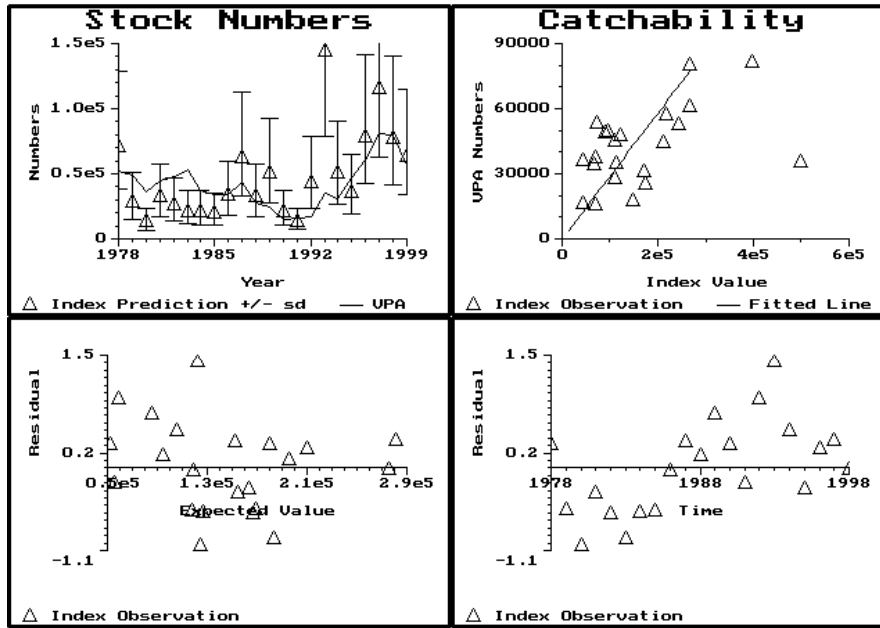 Stock Numbers
1.5e5
1.0e5
0.5e5
0
Numbers
1978
1985
1992
1999
Year
Index Prediction +/- sd
VPA
Catchability
90000
60000
30000
0
VPA Numbers
0
2e5
4e5
6e5
Index Value
Index Observation
Fitted Line
1.5
0.2
-1.1
Residual
0.5e5
1.3e5
2.1e5
2.9e5
Expected Value
Index Observation
1.5
0.2
-1.1
Residual
1978
1988
1998
Time
Index Observation